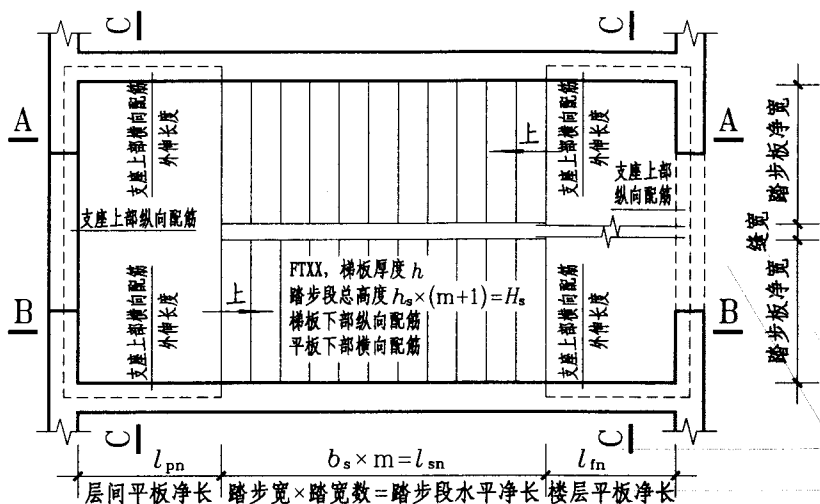 C
C
A
A
B
B
C
C
支座上部横向配筋
外伸长度
支座上部横向配筋
外伸长度
上
支座上部纵向配筋
支座上部
纵向配筋
支座上部横向配筋
外伸长度
上
FTXX, 梯板厚度 h
踏步段总高度 hs×(m+1)=Hs
梯板下部纵向配筋
平板下部横向配筋
支座上部横向配筋
外伸长度
踏步板净宽
缝宽
踏步板净宽
lpn
bs×m=lsn
lfn
层间平板净长
踏步宽×踏宽数=踏步段水平净长
楼层平板净长